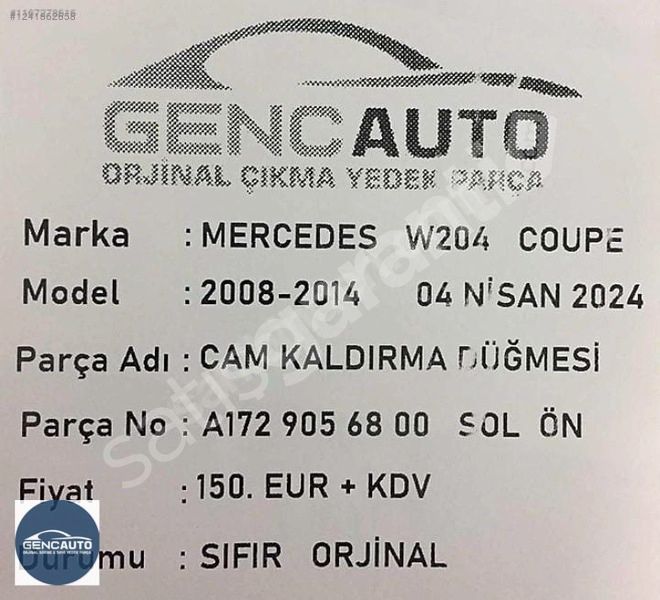 #1241862658
GENCAUTO
ORJİNAL ÇIKMA YEDEK PARÇA
Marka : MERCEDES W204 COUPE
Model : 2008-2014 04 NİSAN 2024
Parça Adı : CAM KALDIRMA DÜĞMESİ
Parça No : A172 905 68 00 SOL ÖN
Fiyat : 150. EUR + KDV
Durumu : SIFIR ORJİNAL
GENCAUTO